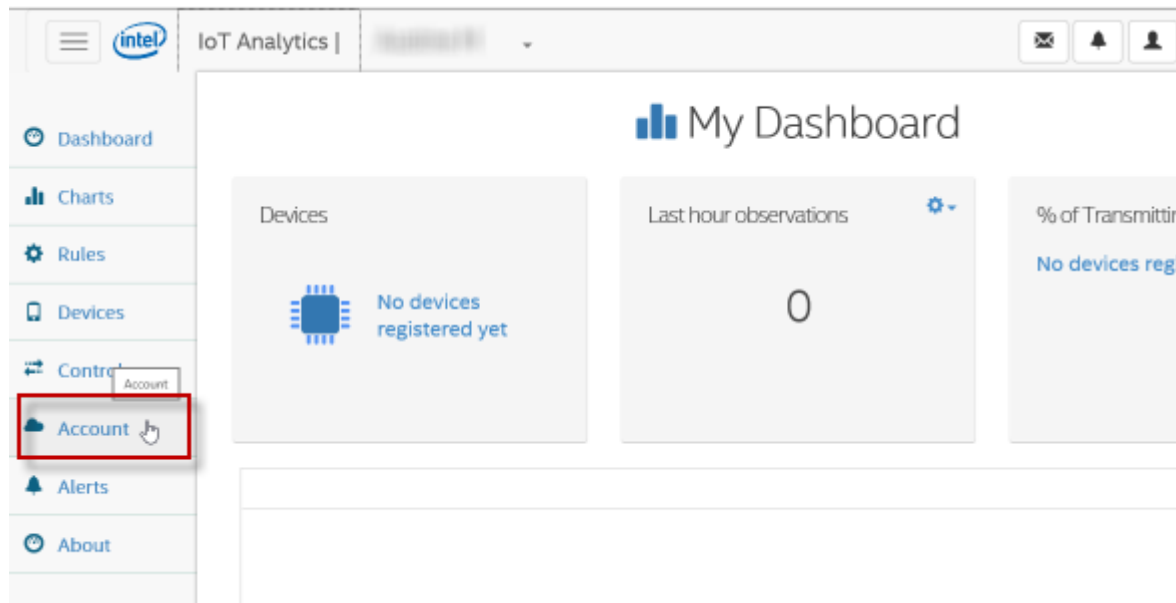 intel IoT Analytics |
My Dashboard
Dashboard
Charts
Rules
Devices
Control
Account
Account
Alerts
About
Devices
No devices
registered yet
Last hour observations
0
% of Transmittin
No devices reg